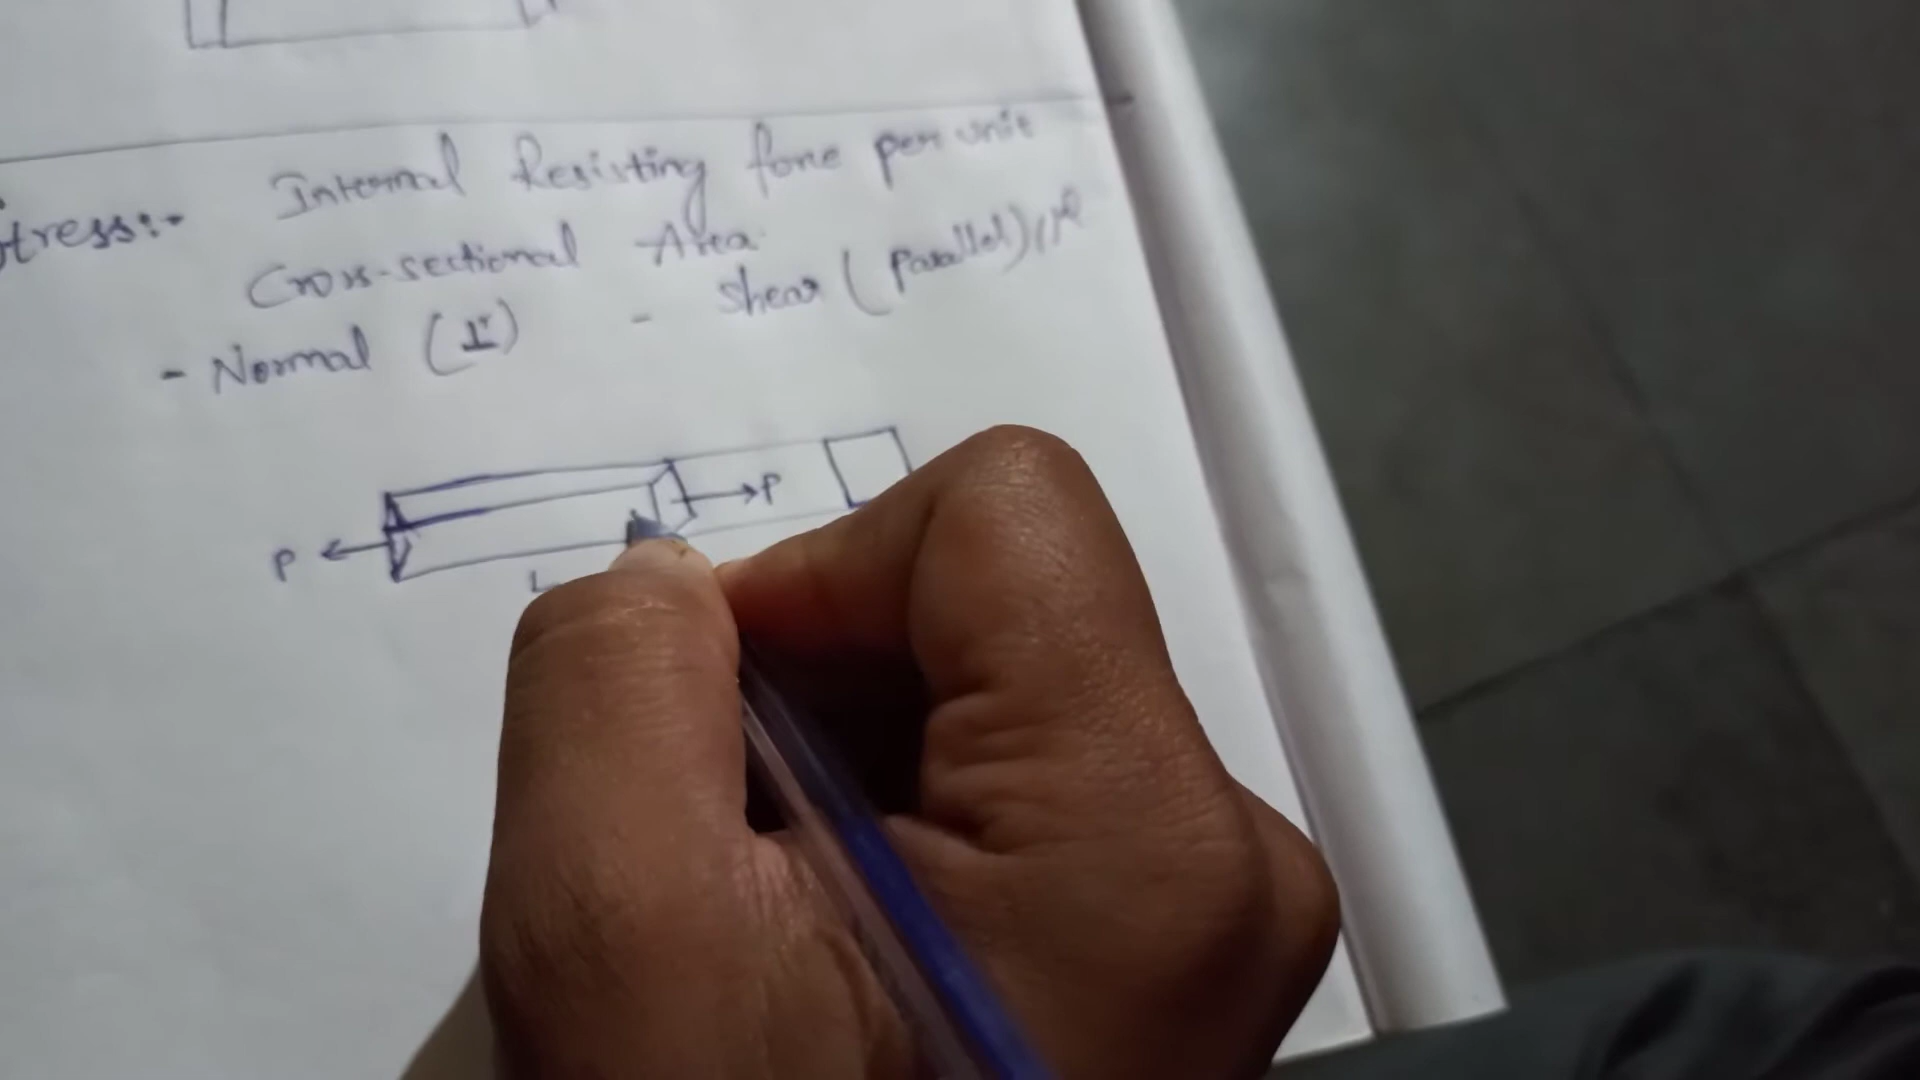 Stress:- Internal Resisting force per unit
Cross-sectional Area.
- Normal (⊥r) - Shear (parallel)
P P
L